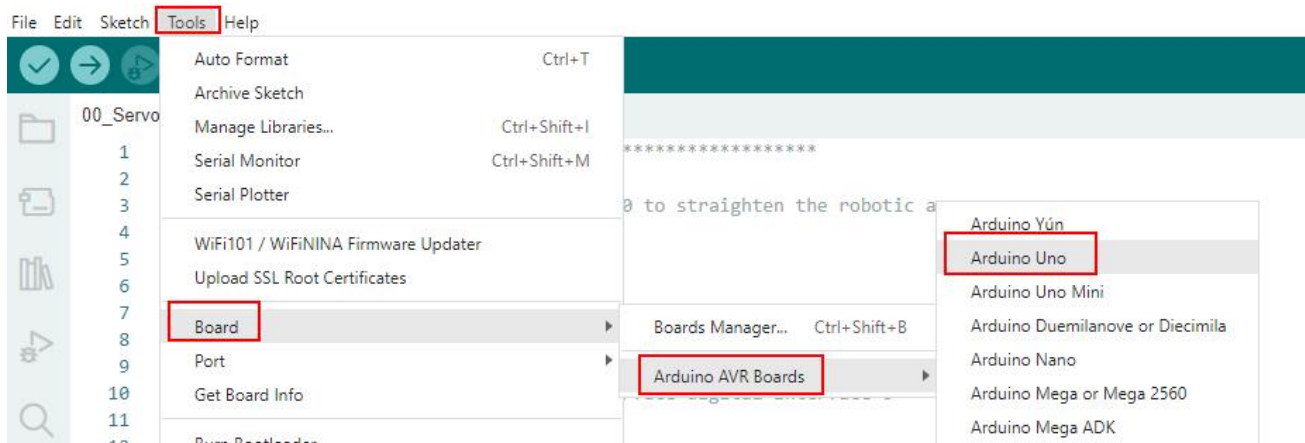 File Edit Sketch Tools Help
Auto Format Ctrl+T
Archive Sketch
00_Servo
Manage Libraries... Ctrl+Shift+I
1
Serial Monitor Ctrl+Shift+M
******************
2
Serial Plotter
3
0 to straighten the robotic a
4
WiFi101 / WiFiNINA Firmware Updater
5
Upload SSL Root Certificates
6
7
Board
8
Port
9
Get Board Info
10
11
Boards Manager... Ctrl+Shift+B
Arduino AVR Boards
Arduino Yún
Arduino Uno
Arduino Uno Mini
Arduino Duemilanove or Diecimila
Arduino Nano
Arduino Mega or Mega 2560
Arduino Mega ADK